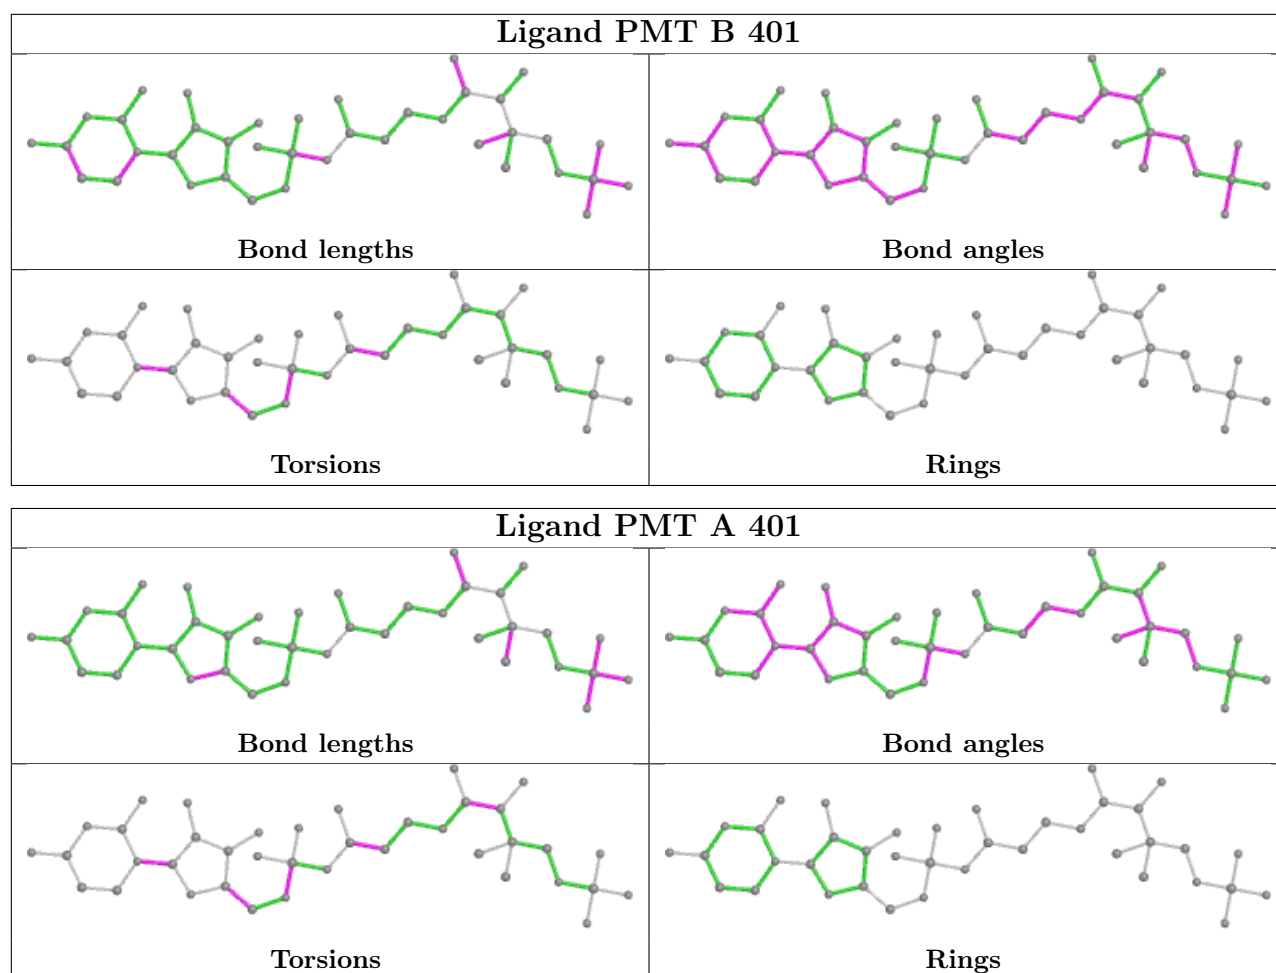 Ligand PMT B 401
Bond lengths
Bond angles
Torsions
Rings
Ligand PMT A 401
Bond lengths
Bond angles
Torsions
Rings